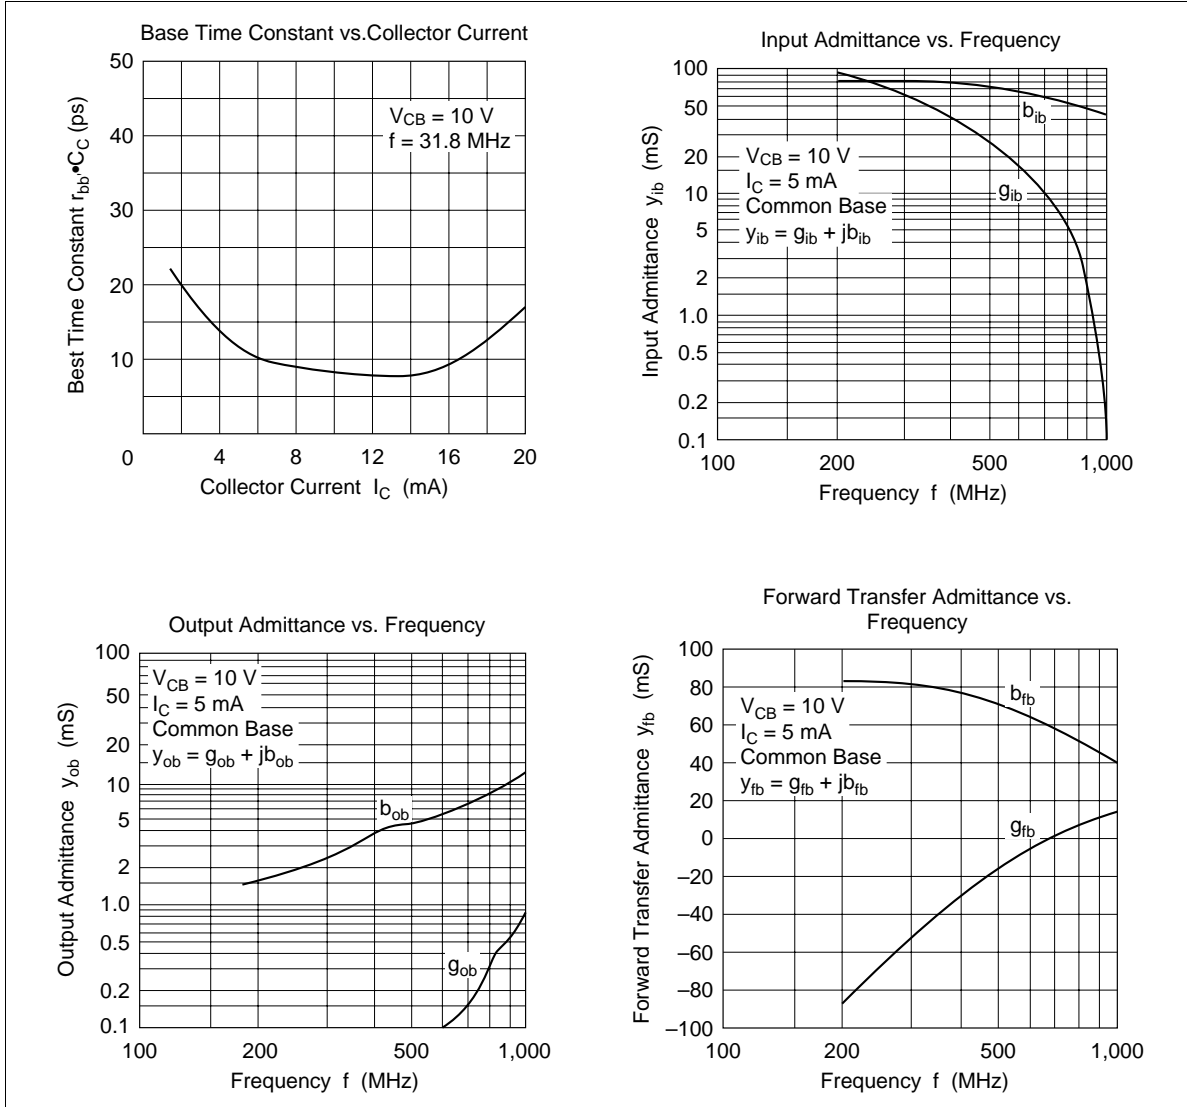 Base Time Constant vs.Collector Current
50
40
30
20
10
0
4
8
12
16
20
Best Time Constant rbb'•CC (ps)
VCB = 10 V
f = 31.8 MHz
Collector Current IC (mA)
Input Admittance vs. Frequency
100
50
20
10
5
2
1.0
0.5
0.2
0.1
Input Admittance yib (mS)
bib
VCB = 10 V
IC = 5 mA
Common Base
yib = gib + jbib
gib
100
200
500
1,000
Frequency f (MHz)
Output Admittance vs. Frequency
100
50
20
10
5
2
1.0
0.5
0.2
0.1
Output Admittance yob (mS)
VCB = 10 V
IC = 5 mA
Common Base
yob = gob + jbob
bob
gob
100
200
500
1,000
Frequency f (MHz)
Forward Transfer Admittance vs.
Frequency
100
80
60
40
20
0
–20
–40
–60
–80
–100
Forward Transfer Admittance yfb (mS)
bfb
VCB = 10 V
IC = 5 mA
Common Base
yfb = gfb + jbfb
gfb
100
200
500
1,000
Frequency f (MHz)